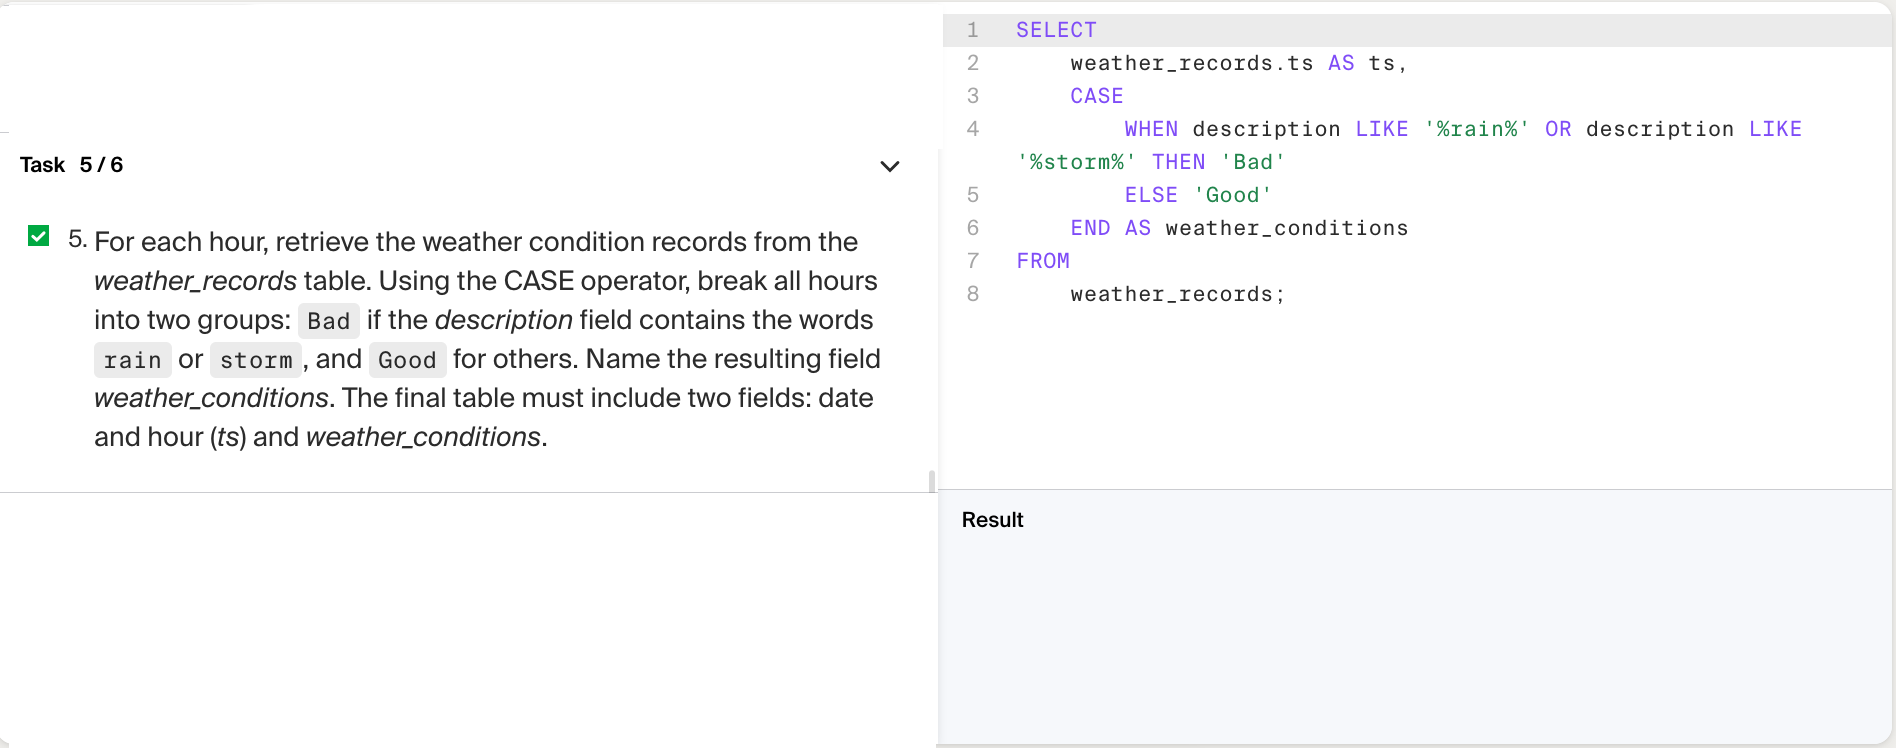 Task 5 / 6
5. For each hour, retrieve the weather condition records from the
weather_records table. Using the CASE operator, break all hours
into two groups: Bad if the description field contains the words
rain or storm, and Good for others. Name the resulting field
weather_conditions. The final table must include two fields: date
and hour (ts) and weather_conditions.
1 SELECT
2 weather_records.ts AS ts,
3 CASE
4 WHEN description LIKE '%rain%' OR description LIKE
'%storm%' THEN 'Bad'
5 ELSE 'Good'
6 END AS weather_conditions
7 FROM
8 weather_records;
Result